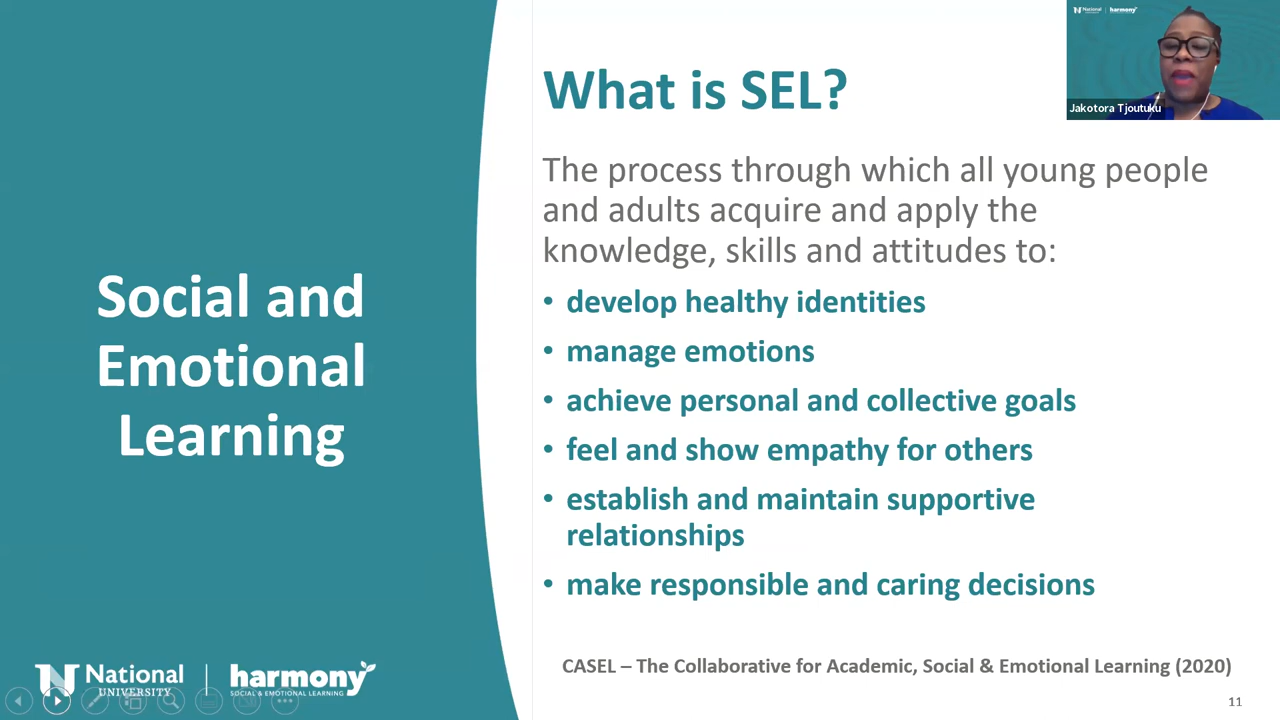 Social and
Emotional
Learning
National
UNIVERSITY
harmony
SOCIAL & EMOTIONAL LEARNING
What is SEL?
The process through which all young people
and adults acquire and apply the
knowledge, skills and attitudes to:
• develop healthy identities
• manage emotions
• achieve personal and collective goals
• feel and show empathy for others
• establish and maintain supportive
relationships
• make responsible and caring decisions
CASEL – The Collaborative for Academic, Social & Emotional Learning (2020)
11
National
harmony
Jakotora Tjoutuku